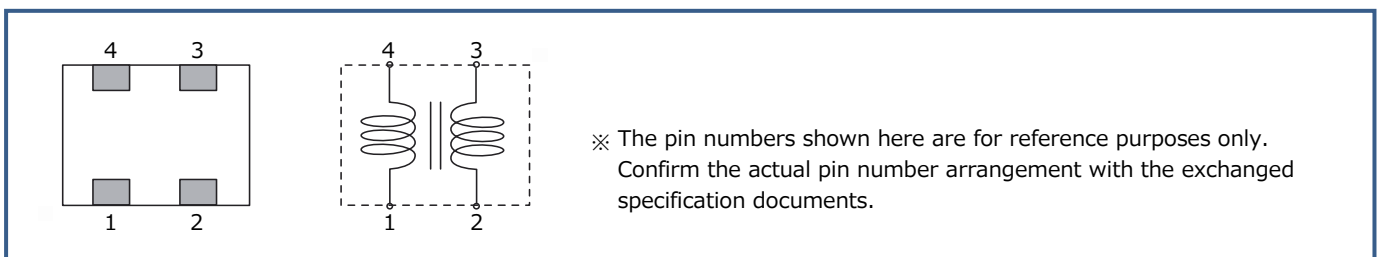 4 3
4 3
※ The pin numbers shown here are for reference purposes only.
Confirm the actual pin number arrangement with the exchanged
specification documents.
1 2
1 2